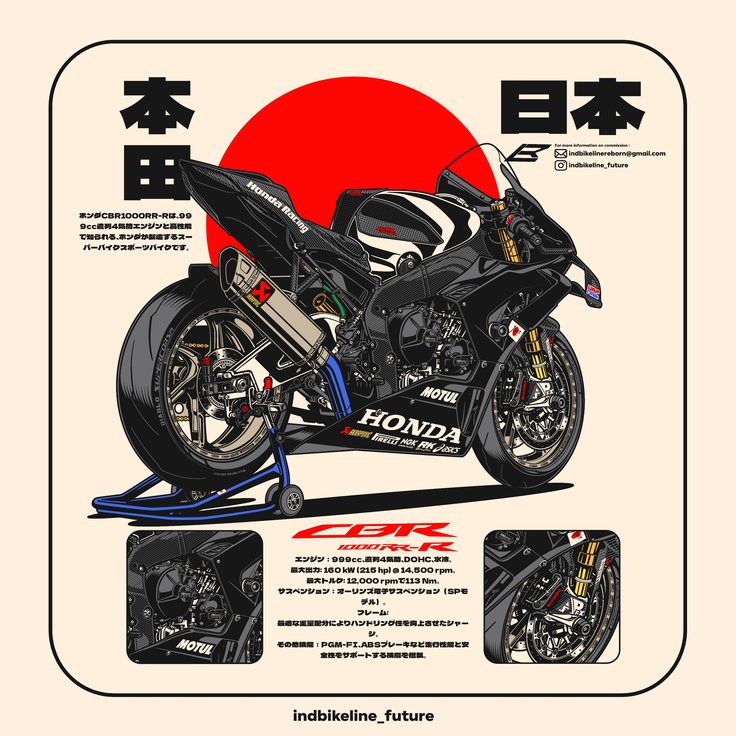 本田
日本
For more information on commission :
indbikelinereborn@gmail.com
indbikeline_future
ホンダCBR1000RR-Rは、99
9cc直列4気筒エンジンと高性能
で知られる、ホンダが製造するスー
パーバイクスポーツバイクです。
Honda Racing
AKRAPOVIČ
DIABLO SUPERCORSA
MOTUL
HONDA
AKRAPOVIČ PIRELLI NGK RK ASICS
CBR
1000RR-R
エンジン：999cc、直列4気筒、DOHC、水冷。
最大出力: 160 kW (215 hp) @ 14,500 rpm。
最大トルク: 12,000 rpmで113 Nm。
サスペンション：オーリンズ電子サスペンション（SPモ
デル）。
フレーム:
最適な重量配分によりハンドリング性を向上させたシャー
シ。
その他機能：PGM-FI、ABSブレーキなど走行性能と安
全性をサポートする機能を搭載。
MOTUL
indbikeline_future